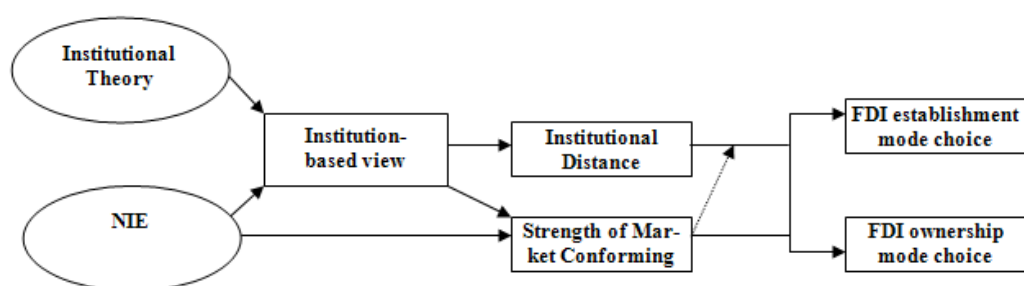 Institutional
Theory
Institution-
based view
NIE
Institutional
Distance
Strength of Mar-
ket Conforming
FDI establishment
mode choice
FDI ownership
mode choice